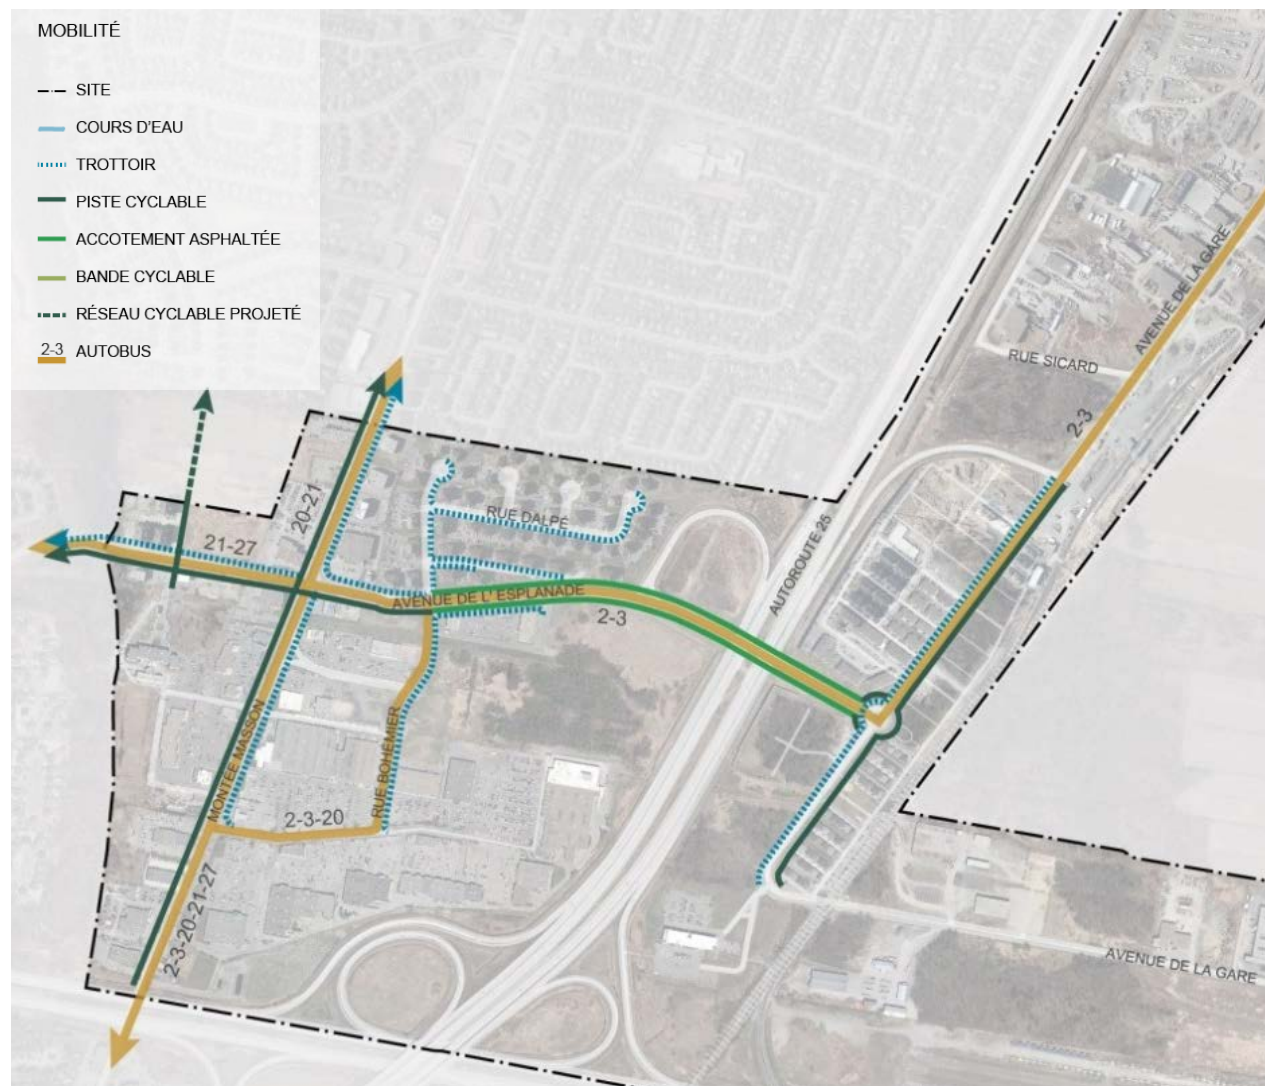 MOBILITÉ
SITE
COURS D'EAU
TROTTOIR
PISTE CYCLABLE
ACCOTEMENT ASPHALTÉE
BANDE CYCLABLE
RÉSEAU CYCLABLE PROJETÉ
2-3 AUTOBUS
AVENUE DE LA GARE
RUE SICARD
2-3
20-21
RUE DALPÉ
21-27
AUTOROUTE 25
AVENUE DE L' ESPLANADE
2-3
MONTÉE MASSON
RUE BOHÉMIER
2-3-20
2-3-20-21-27
AVENUE DE LA GARE